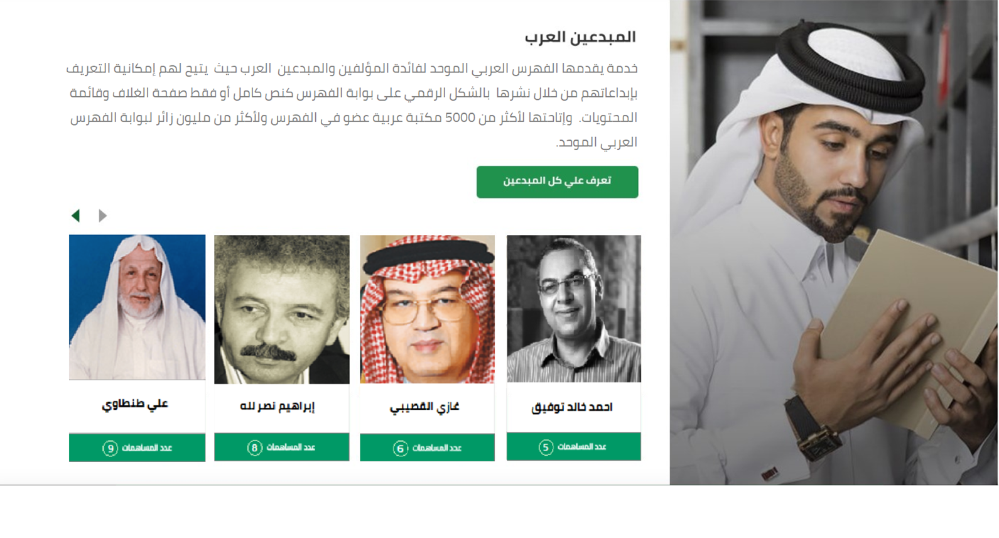 المبدعين العرب
خدمة يقدمها الفهرس العربي الموحد لفائدة المؤلفين والمبدعين العرب حيث يتيح لهم إمكانية التعريف
بإبداعاتهم من خلال نشرها بالشكل الرقمي على بوابة الفهرس كنص كامل أو فقط صفحة الغلاف وقائمة
المحتويات. وإتاحتها لأكثر من 5000 مكتبة عربية عضو في الفهرس ولأكثر من مليون زائر لبوابة الفهرس
العربي الموحد.
تعرف علي كل المبدعين
احمد خالد توفيق
عدد المساهمات 5
غازي القصيبي
عدد المساهمات 6
إبراهيم نصر لله
عدد المساهمات 8
علي طنطاوي
عدد المساهمات 9